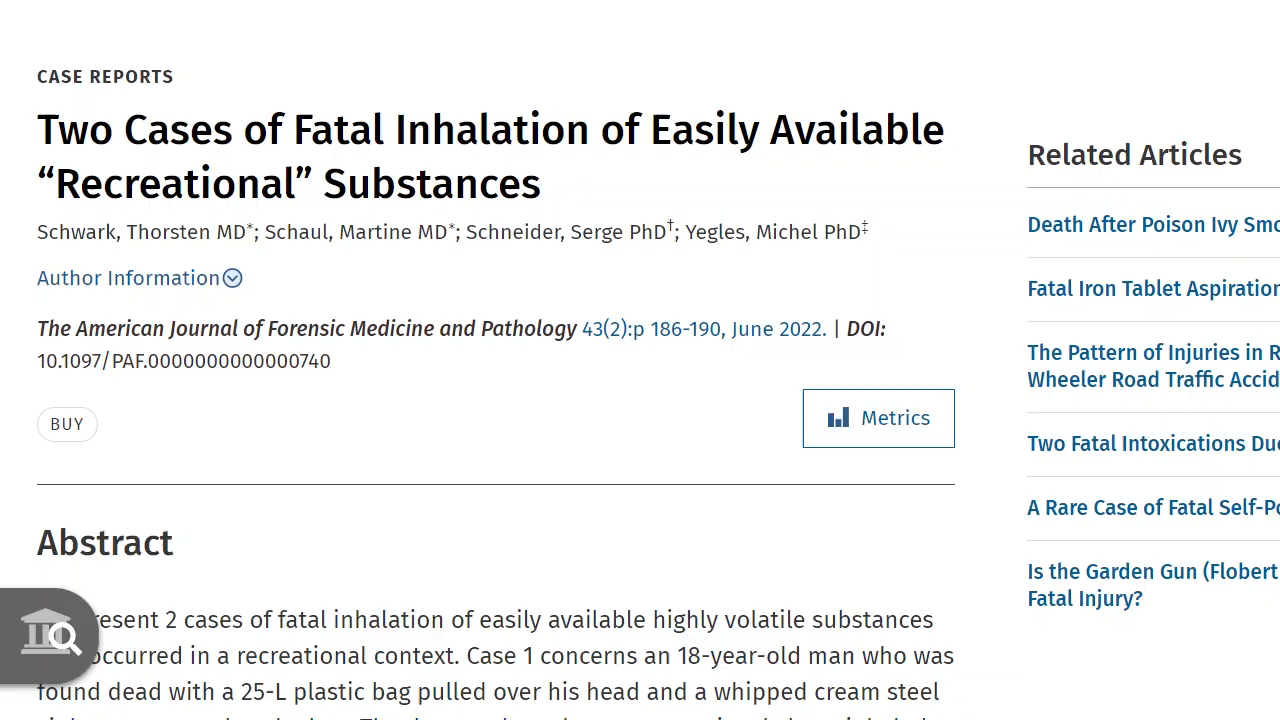 CASE REPORTS
Two Cases of Fatal Inhalation of Easily Available
“Recreational” Substances
Schwark, Thorsten MD*; Schaul, Martine MD*; Schneider, Serge PhD†; Yegles, Michel PhD‡
Author Information
The American Journal of Forensic Medicine and Pathology 43(2):p 186-190, June 2022. | DOI:
10.1097/PAF.0000000000000740
BUY
Metrics
Abstract
resent 2 cases of fatal inhalation of easily available highly volatile substances
occurred in a recreational context. Case 1 concerns an 18-year-old man who was
found dead with a 25-L plastic bag pulled over his head and a whipped cream steel
Related Articles
Death After Poison Ivy Smo
Fatal Iron Tablet Aspiration
The Pattern of Injuries in R
Wheeler Road Traffic Accid
Two Fatal Intoxications Due
A Rare Case of Fatal Self-Po
Is the Garden Gun (Flobert
Fatal Injury?